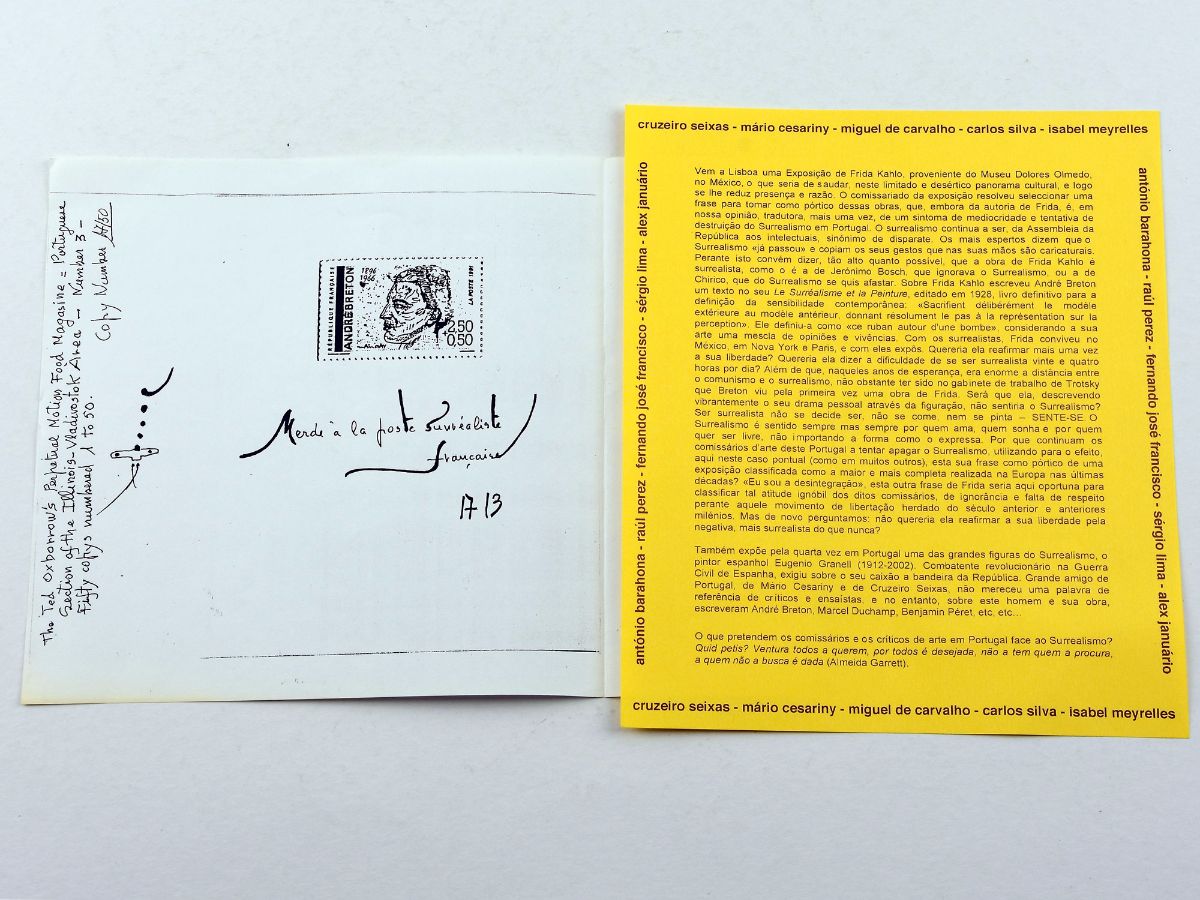 The Ted Oxborrow's Perpetual Motion Food Magasine = Portuguese
Section of the Illinois-Vladivostok Area - Number 3 -
Fifty copys numbered 1 to 50.
Copy Number
RÉPUBLIQUE FRANÇAISE
ANDRÉ BRETON
1896
1966
LA POSTE 1991
2,50
0,50
Merde à la poste Surréaliste
française
cruzeiro seixas - mário cesariny - miguel de carvalho - carlos silva - isabel meyrelles
antónio barahona - raúl perez - fernando josé francisco - sérgio lima - alex januário
Vem a Lisboa uma Exposição de Frida Kahlo, proveniente do Museu Dolores Olmedo,
no México, o que seria de saudar, neste limitado e desértico panorama cultural, e logo
se lhe reduz presença e razão. O comissariado da exposição resolveu seleccionar uma
frase para tomar como pórtico dessas obras, que, embora da autoria de Frida, é, em
nossa opinião, tradutora, mais uma vez, de um sintoma de mediocridade e tentativa de
destruição do Surrealismo em Portugal. O surrealismo continua a ser, da Assembleia da
República aos intelectuais, sinónimo de disparate. Os mais espertos dizem que o
Surrealismo «já passou» e copiam os seus gestos que nas suas mãos são caricaturais.
Perante isto convém dizer, tão alto quanto possível, que a obra de Frida Kahlo é
surrealista, como o é a de Jerónimo Bosch, que ignorava o Surrealismo, ou a de
Chirico, que do Surrealismo se quis afastar. Sobre Frida Kahlo escreveu André Breton
um texto no seu Le Surréalisme et la Peinture, editado em 1928, livro definitivo para a
definição da sensibilidade contemporânea: «Sacrifient délibérément le modèle
extérieure au modèle antérieur, donnant résolument le pas à la représentation sur la
perception». Ele definiu-a como «ce ruban autour d'une bombe», considerando a sua
arte uma mescla de opiniões e vivências. Com os surrealistas, Frida conviveu no
México, em Nova York e Paris, e com eles expôs. Quereria ela reafirmar mais uma vez
a sua liberdade? Quereria ela dizer a dificuldade de se ser surrealista vinte e quatro
horas por dia? Além de que, naqueles anos de esperança, era enorme a distância entre
o comunismo e o surrealismo, não obstante ter sido no gabinete de trabalho de Trotsky
que Breton viu pela primeira vez uma obra de Frida. Será que ela, descrevendo
vibrantemente o seu drama pessoal através da figuração, não sentiria o Surrealismo?
Ser surrealista não se decide ser, não se come, nem se pinta – SENTE-SE. O
Surrealismo é sentido sempre mas sempre por quem ama, quem sonha e por quem
quer ser livre, não importando a forma como o expressa. Por que continuam os
comissários d'arte deste Portugal a tentar apagar o Surrealismo, utilizando para o efeito,
aqui neste caso pontual (como em muitos outros), esta sua frase como pórtico de uma
exposição classificada como a maior e mais completa realizada na Europa nas últimas
décadas? «Eu sou a desintegração», esta outra frase de Frida seria aqui oportuna para
classificar tal atitude ignóbil dos ditos comissários, de ignorância e falta de respeito
perante aquele movimento de libertação herdado do século anterior e anteriores
milénios. Mas de novo perguntamos: não quereria ela reafirmar a sua liberdade pela
negativa, mais surrealista do que nunca?
Também expõe pela quarta vez em Portugal uma das grandes figuras do Surrealismo, o
pintor espanhol Eugenio Granell (1912-2002). Combatente revolucionário na Guerra
Civil de Espanha, exigiu sobre o seu caixão a bandeira da República. Grande amigo de
Portugal, de Mário Cesariny e de Cruzeiro Seixas, não mereceu uma palavra de
referência de críticos e ensaístas, e no entanto, sobre este homem e sua obra,
escreveram André Breton, Marcel Duchamp, Benjamin Péret, etc, etc...
O que pretendem os comissários e os críticos de arte em Portugal face ao Surrealismo?
Quid petis? Ventura todos a querem, por todos é desejada, não a tem quem a procura,
a quem não a busca é dada (Almeida Garrett).
antónio barahona - raúl perez - fernando josé francisco - sérgio lima - alex januário
cruzeiro seixas - mário cesariny - miguel de carvalho - carlos silva - isabel meyrelles